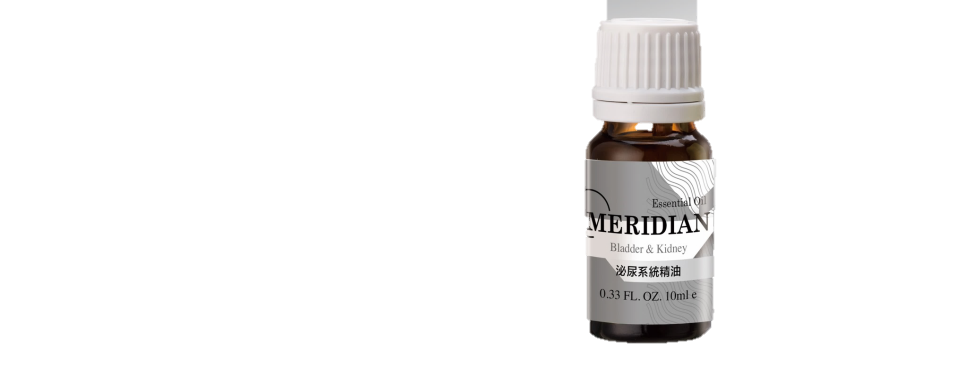 Essential Oil
MERIDIAN
Bladder & Kidney
泌尿系統精油
0.33 FL. OZ. 10ml e